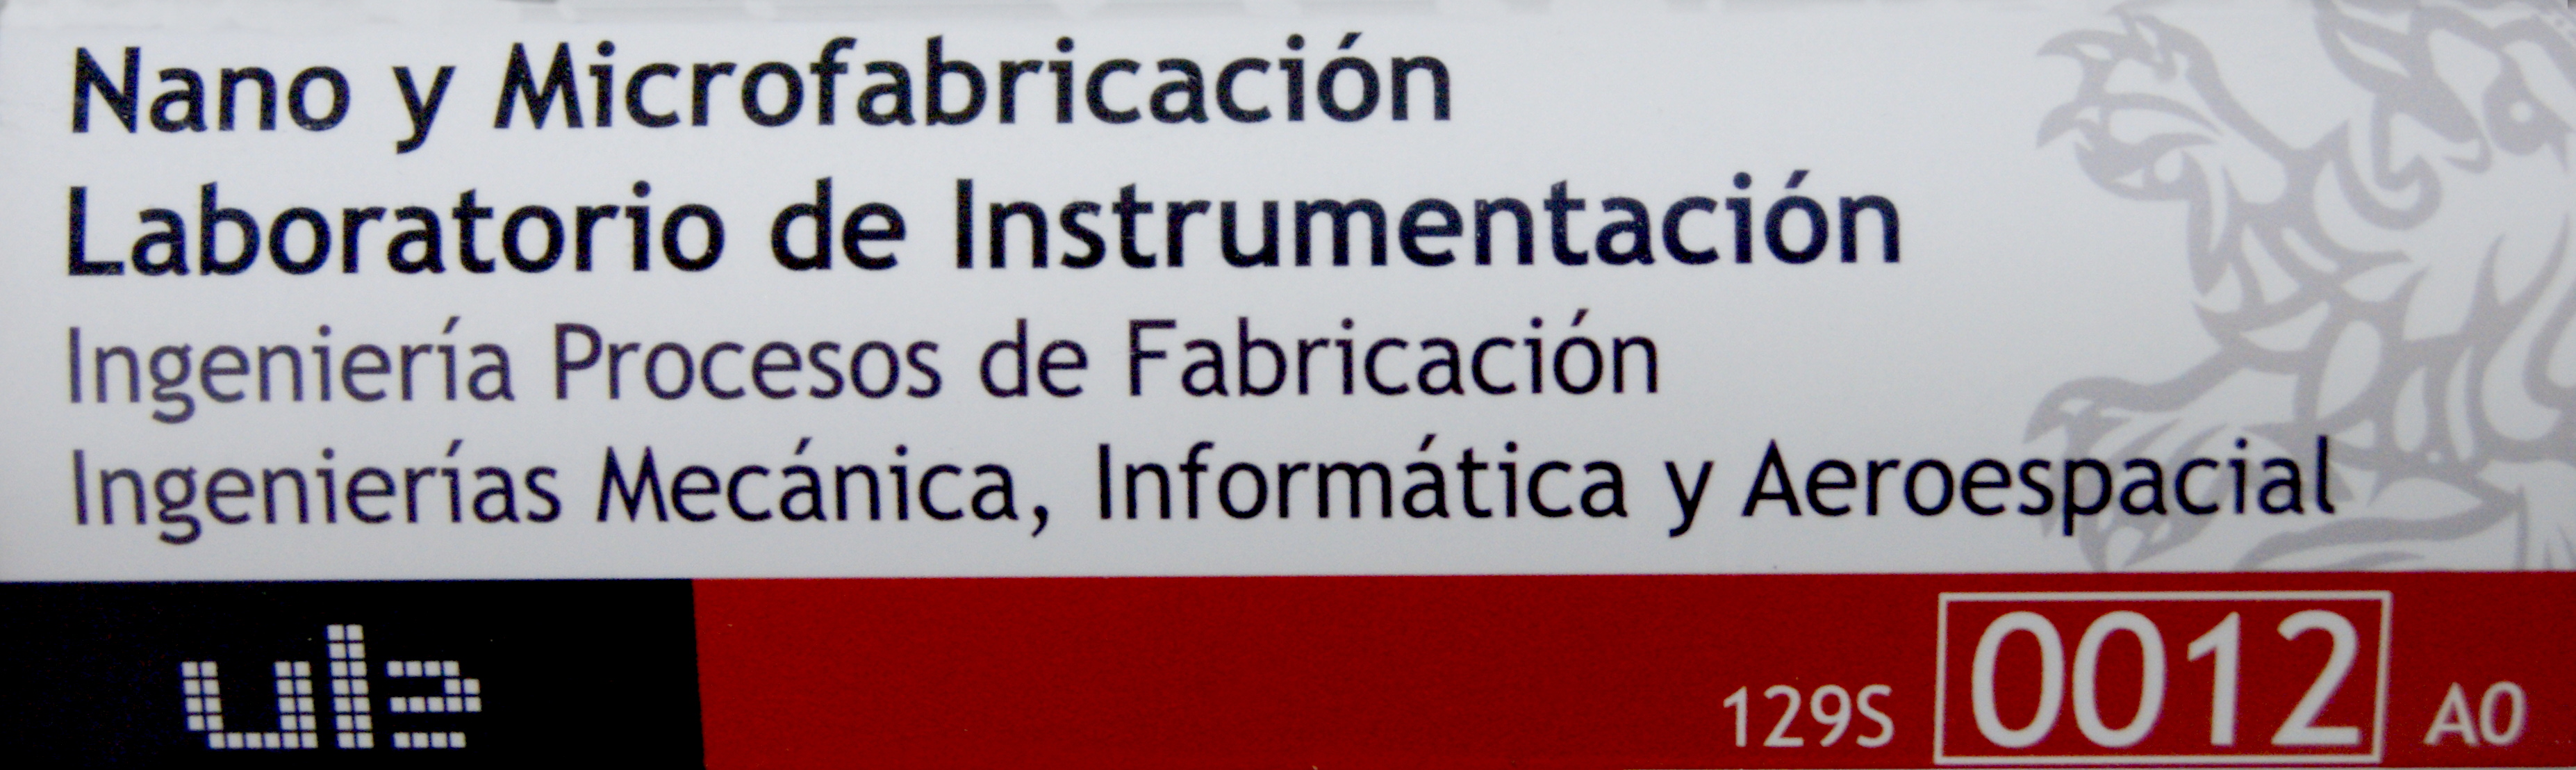 Nano y Microfabricación
Laboratorio de Instrumentación
Ingeniería Procesos de Fabricación
Ingenierías Mecánica, Informática y Aeroespacial
ule
129S 0012 A0